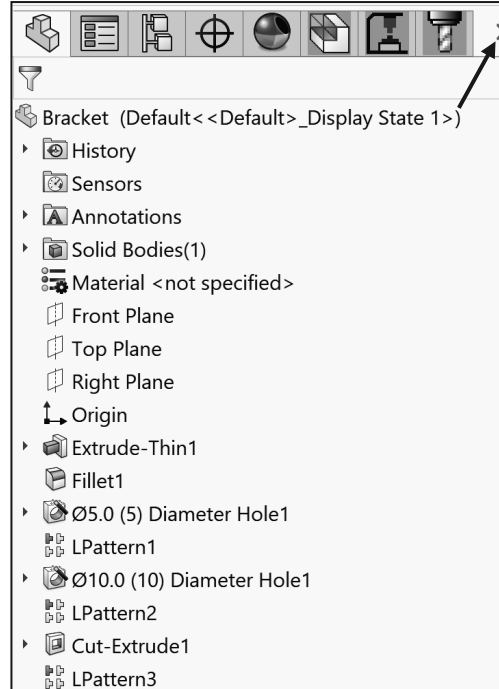 Bracket (Default<<Default>_Display State 1>)
History
Sensors
Annotations
Solid Bodies(1)
Material <not specified>
Front Plane
Top Plane
Right Plane
Origin
Extrude-Thin1
Fillet1
Ø5.0 (5) Diameter Hole1
LPattern1
Ø10.0 (10) Diameter Hole1
LPattern2
Cut-Extrude1
LPattern3